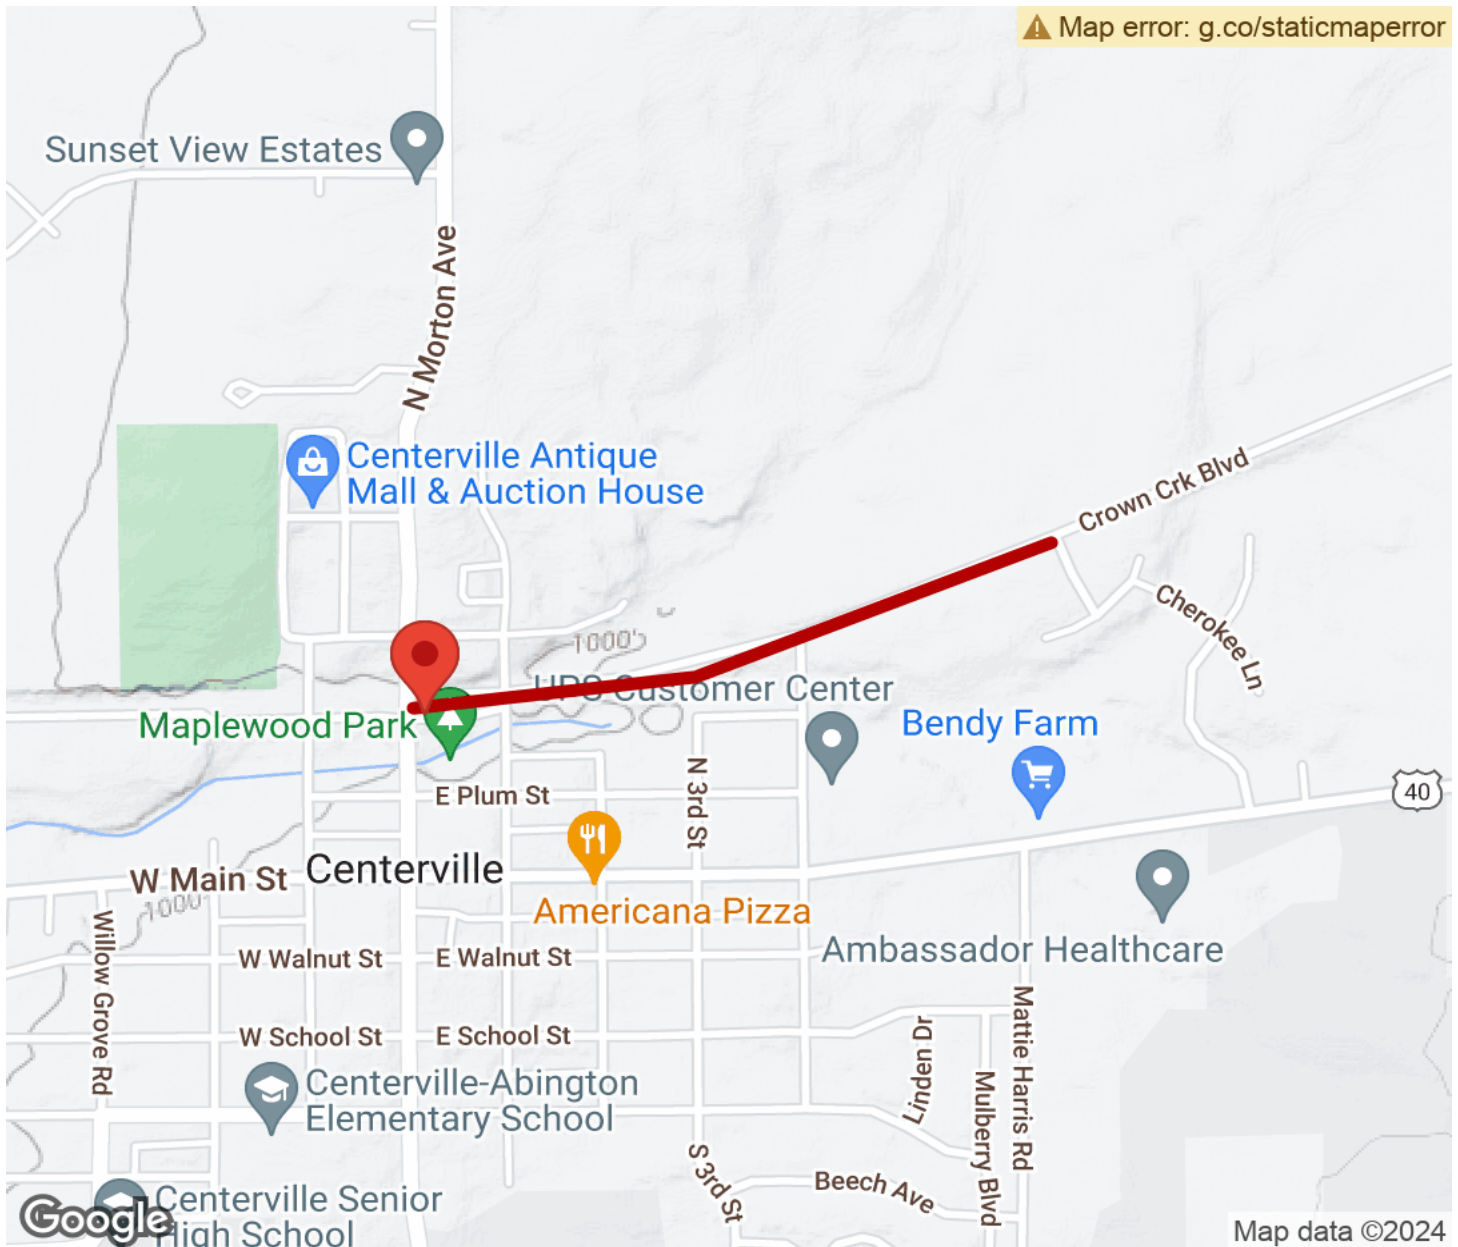 Map error: g.co/staticmaperror
Sunset View Estates
N Morton Ave
Centerville Antique
Mall & Auction House
Crown Crk Blvd
Cherokee Ln
1000'
UPS Customer Center
Maplewood Park
Bendy Farm
N 3rd St
E Plum St
40
W Main St
Centerville
1000
Americana Pizza
Willow Grove Rd
Ambassador Healthcare
W Walnut St
E Walnut St
Mattie Harris Rd
W School St
E School St
Linden Dr
Centerville-Abington
Elementary School
Mulberry Blvd
S 3rd St
Beech Ave
Centerville Senior
High School
Google
Map data ©2024